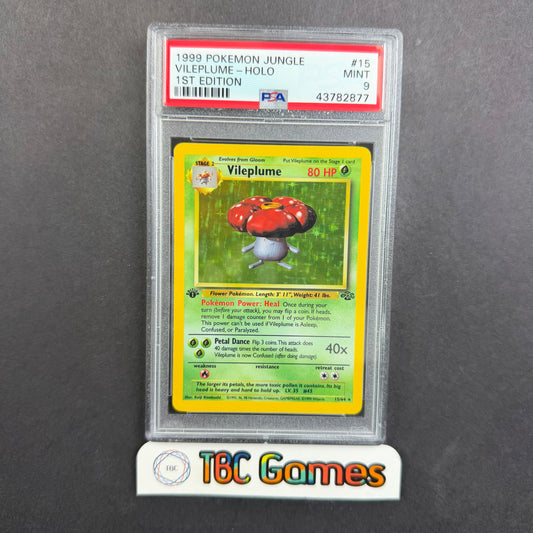 1999 POKEMON JUNGLE #15
VILEPLUME - HOLO MINT
1ST EDITION 9
PSA 43782877
Evolves from Gloom Put Vileplume on the Stage 1 card
STAGE 2 Vileplume 80 HP
Flower Pokémon. Length: 3' 11", Weight: 41 lbs.
Pokémon Power: Heal Once during your
turn (before your attack), you may flip a coin. If heads,
remove 1 damage counter from 1 of your Pokémon.
This power can't be used if Vileplume is Asleep,
Confused, or Paralyzed.
Petal Dance Flip 3 coins. This attack does
40 damage times the number of heads.
Vileplume is now Confused (after doing damage). 40x
weakness resistance retreat cost
The larger its petals, the more toxic pollen it contains. Its big
head is heavy and hard to hold up. LV. 35 #45
15/64
TBC TBC Games